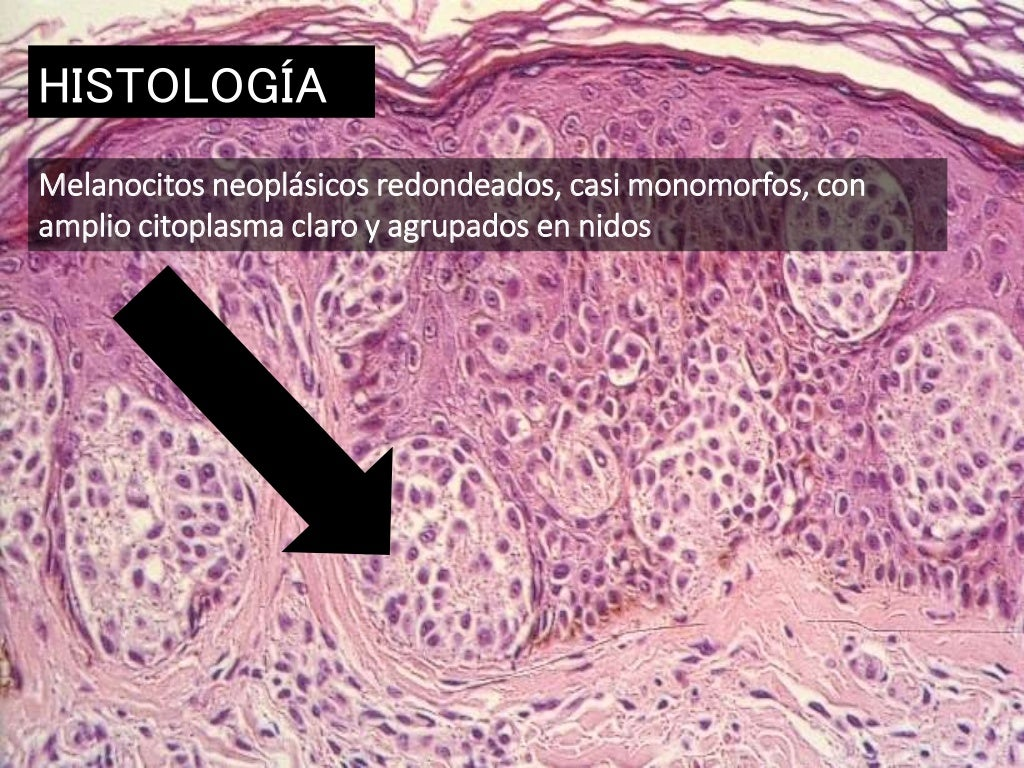 HISTOLOGÍA
Melanocitos neoplásicos redondeados, casi monomorfos, con
amplio citoplasma claro y agrupados en nidos